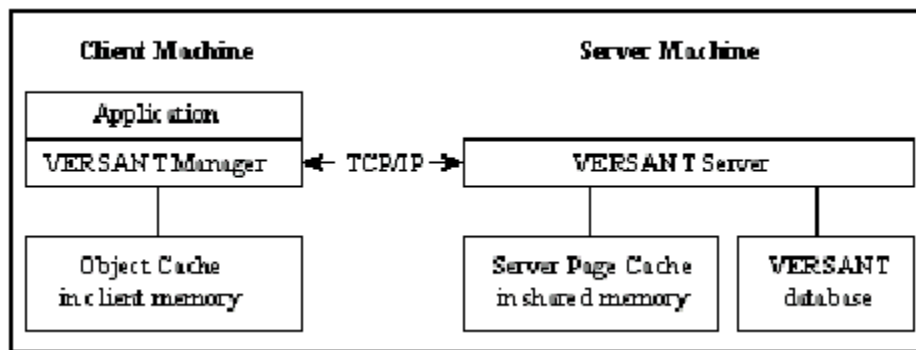 Client Machine
Server Machine
Application
VERSANT Manager
TCP/IP
VERSANT Server
Object Cache
in client memory
Server Page Cache
in shared memory
VERSANT
database